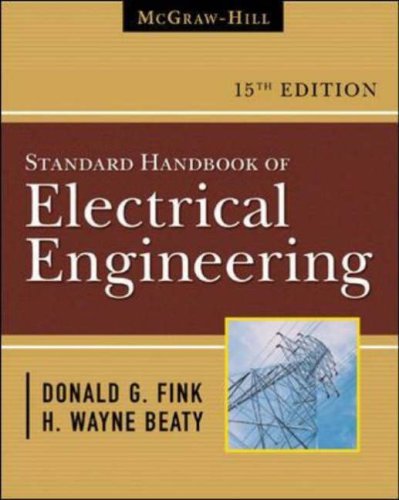 McGRAW-HILL
15TH EDITION
STANDARD HANDBOOK OF
Electrical
Engineering
DONALD G. FINK
H. WAYNE BEATY